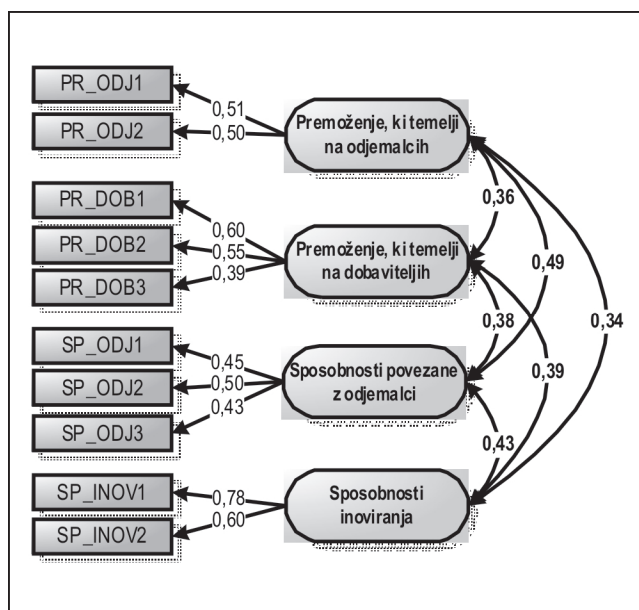 PR_ODJ1
0,51
PR_ODJ2
0,50
Premoženje, ki temelji
na odjemalcih
0,36
PR_DOB1
0,60
PR_DOB2
0,55
PR_DOB3
0,39
Premoženje, ki temelji
na dobaviteljih
0,49
0,38
0,34
SP_ODJ1
0,45
SP_ODJ2
0,50
SP_ODJ3
0,43
Sposobnosti povezane
z odjemalci
0,39
0,43
SP_INOV1
0,78
SP_INOV2
0,60
Sposobnosti
inoviranja